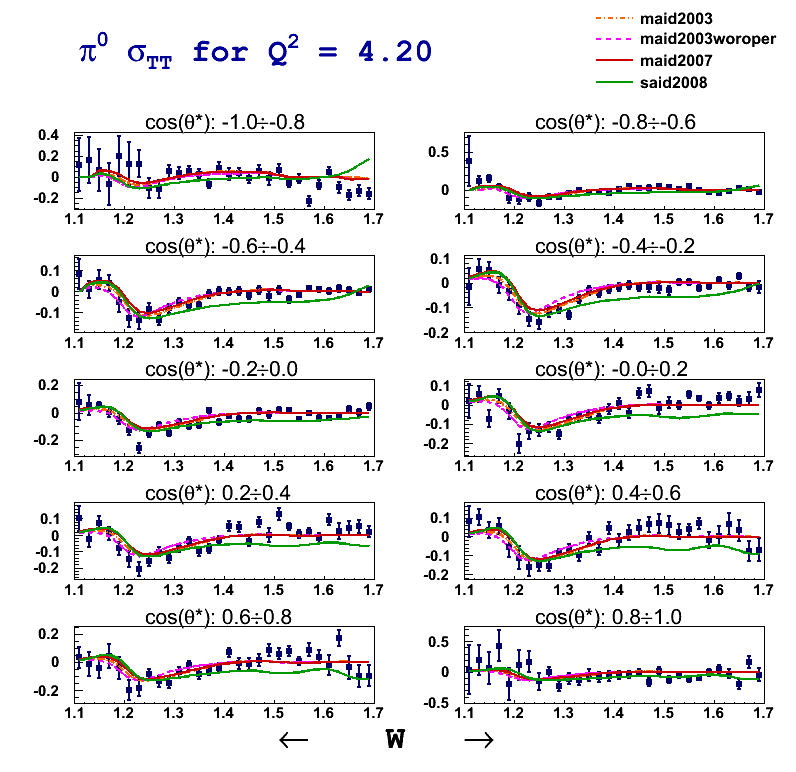 π⁰ σ_TT for Q² = 4.20
maid2003
maid2003woroper
maid2007
said2008
cos(θ*): -1.0÷-0.8
0.4
0.2
0
-0.2
1.1 1.2 1.3 1.4 1.5 1.6 1.7
cos(θ*): -0.8÷-0.6
0.5
0
1.1 1.2 1.3 1.4 1.5 1.6 1.7
cos(θ*): -0.6÷-0.4
0.1
0
-0.1
1.1 1.2 1.3 1.4 1.5 1.6 1.7
cos(θ*): -0.4÷-0.2
0.1
0
-0.1
-0.2
1.1 1.2 1.3 1.4 1.5 1.6 1.7
cos(θ*): -0.2÷0.0
0.2
0
-0.2
1.1 1.2 1.3 1.4 1.5 1.6 1.7
cos(θ*): -0.0÷0.2
0.1
0
-0.1
-0.2
1.1 1.2 1.3 1.4 1.5 1.6 1.7
cos(θ*): 0.2÷0.4
0.1
0
-0.1
-0.2
1.1 1.2 1.3 1.4 1.5 1.6 1.7
cos(θ*): 0.4÷0.6
0.1
0
-0.1
-0.2
1.1 1.2 1.3 1.4 1.5 1.6 1.7
cos(θ*): 0.6÷0.8
0.2
0
-0.2
1.1 1.2 1.3 1.4 1.5 1.6 1.7
cos(θ*): 0.8÷1.0
0.5
0
-0.5
1.1 1.2 1.3 1.4 1.5 1.6 1.7
← W →